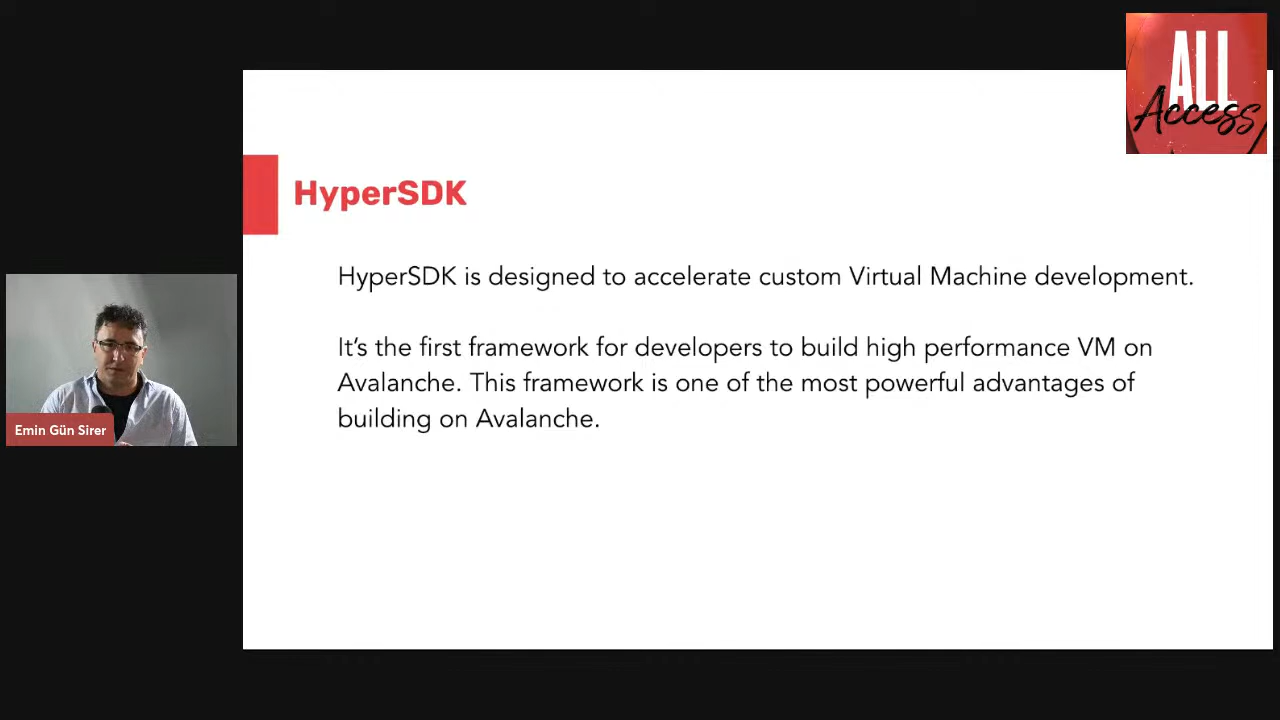 ALL
Access
HyperSDK
HyperSDK is designed to accelerate custom Virtual Machine development.
It’s the first framework for developers to build high performance VM on
Avalanche. This framework is one of the most powerful advantages of
building on Avalanche.
Emin Gün Sirer